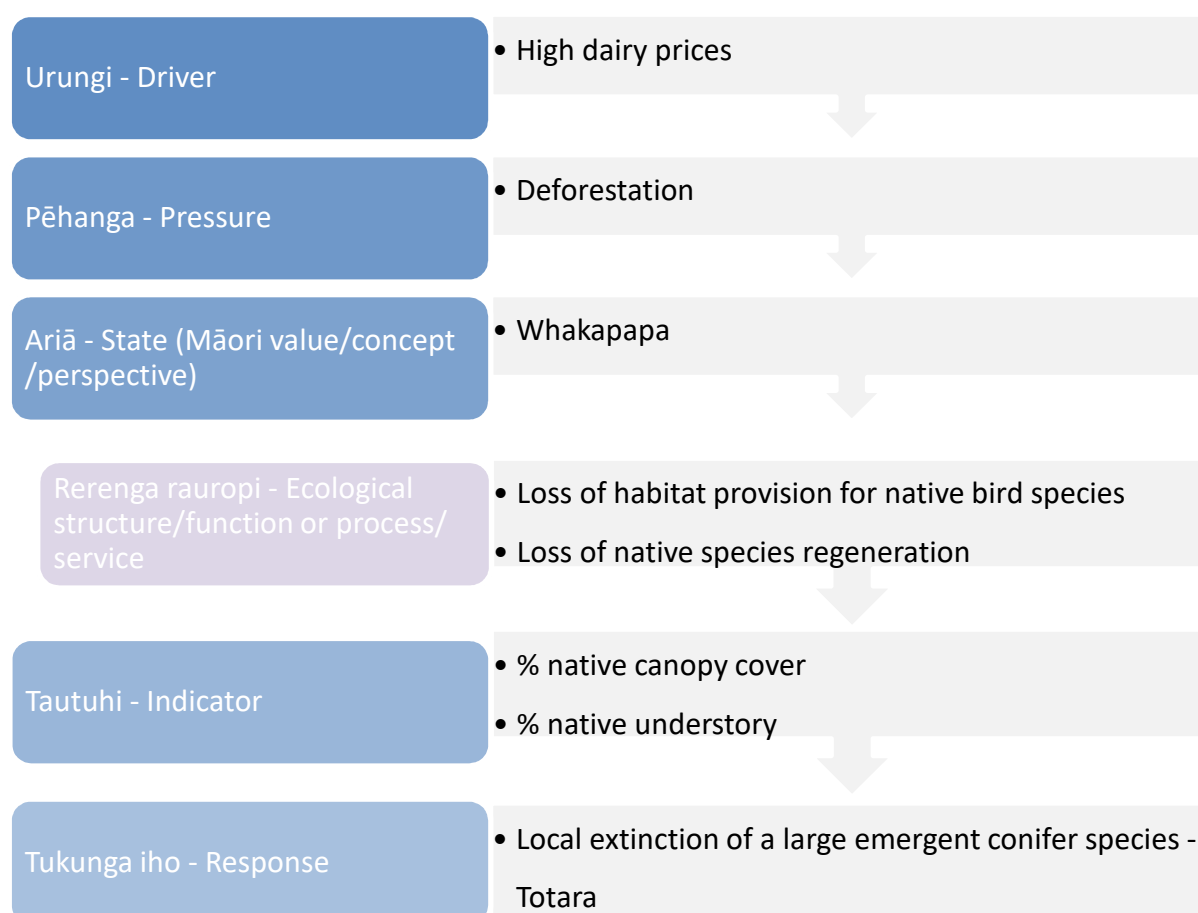 Urungi - Driver
• High dairy prices
Pēhanga - Pressure
• Deforestation
Ariā - State (Māori value/concept
/perspective)
• Whakapapa
Rerenga rauropi - Ecological
structure/function or process/
service
• Loss of habitat provision for native bird species
• Loss of native species regeneration
Tautuhi - Indicator
• % native canopy cover
• % native understory
Tukunga iho - Response
• Local extinction of a large emergent conifer species -
Totara